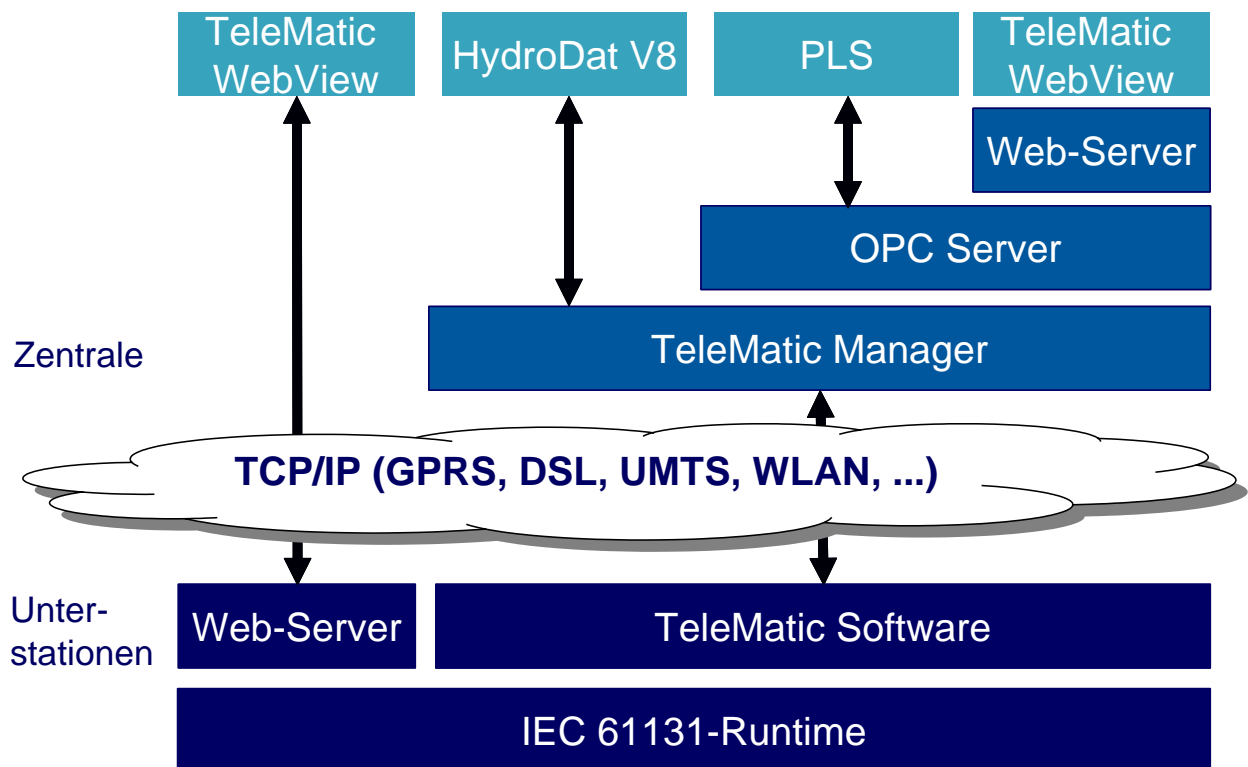 TeleMatic
WebView
HydroDat V8
PLS
TeleMatic
WebView
Web-Server
OPC Server
TeleMatic Manager
Zentrale
TCP/IP (GPRS, DSL, UMTS, WLAN, ...)
Unter-
stationen
Web-Server
TeleMatic Software
IEC 61131-Runtime